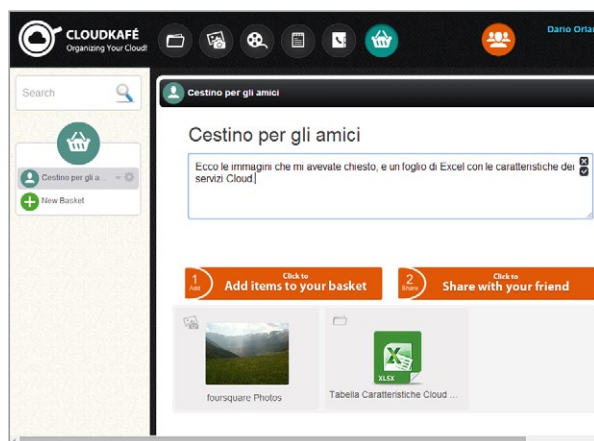 CLOUDKAFÉ
Organizing Your Cloud!
Dario Orla
Search
Cestino per gli amici
Cestino per gli amici
Ecco le immagini che mi avevate chiesto, e un foglio di Excel con le caratteristiche dei
servizi Cloud.
Cestino per gli a...
New Basket
1
Add
Click to
Add items to your basket
2
Share
Click to
Share with your friend
XLSX
foursquare Photos
Tabella Caratteristiche Cloud ...